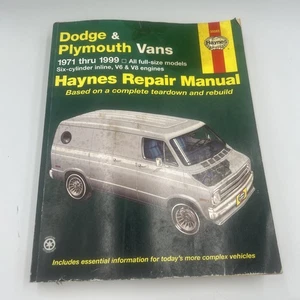 Dodge &
Plymouth Vans
1971 thru 1999 □ All full-size models
Six-cylinder inline, V6 & V8 engines
Haynes Repair Manual
Based on a complete teardown and rebuild
Haynes
Includes essential information for today's more complex vehicles